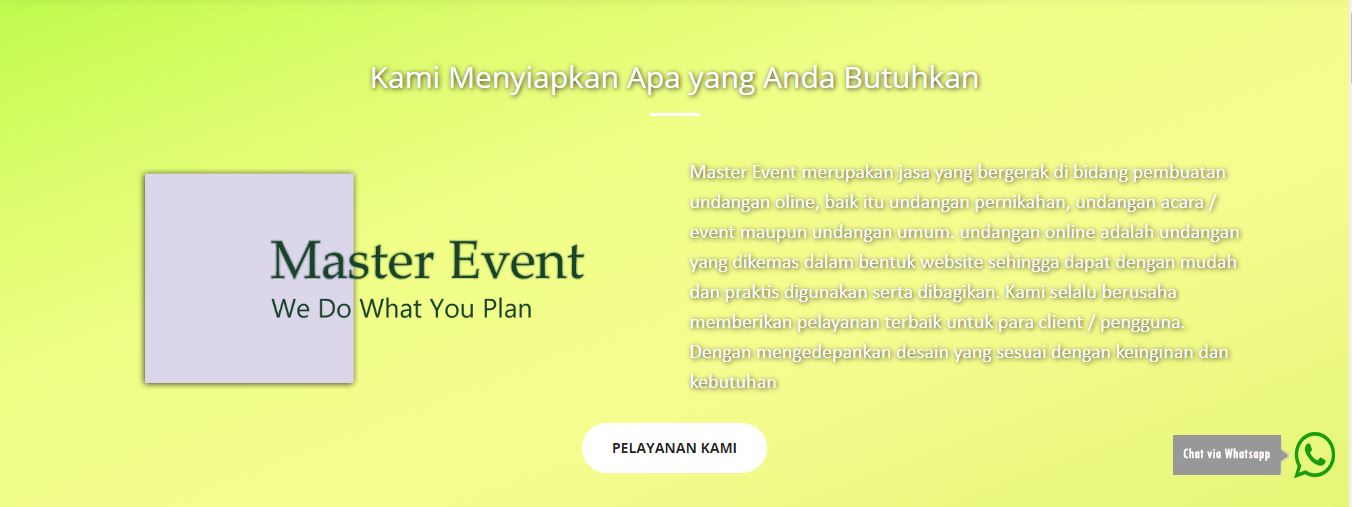 Kami Menyiapkan Apa yang Anda Butuhkan
Master Event
We Do What You Plan
Master Event merupakan jasa yang bergerak di bidang pembuatan
undangan oline, baik itu undangan pernikahan, undangan acara /
event maupun undangan umum. undangan online adalah undangan
yang dikemas dalam bentuk website sehingga dapat dengan mudah
dan praktis digunakan serta dibagikan. Kami selalu berusaha
memberikan pelayanan terbaik untuk para client / pengguna.
Dengan mengedepankan desain yang sesuai dengan keinginan dan
kebutuhan
PELAYANAN KAMI
Chat via Whatsapp